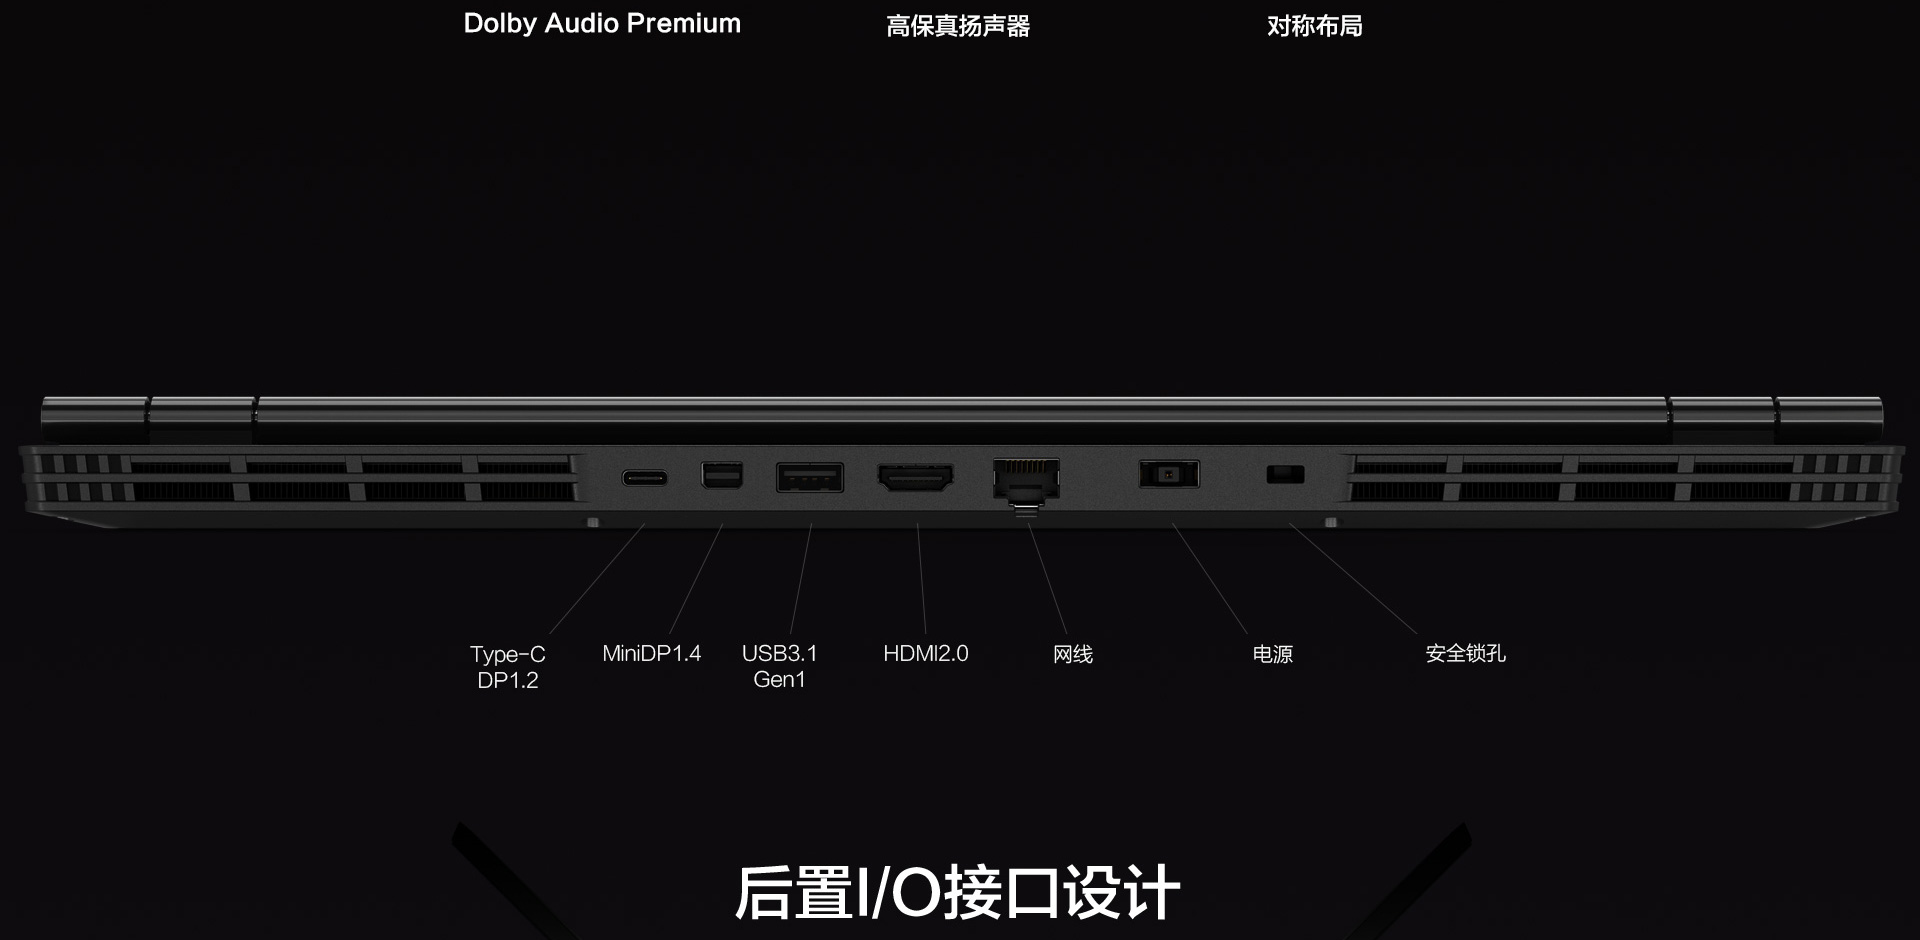 Dolby Audio Premium
高保真扬声器
对称布局
Type-C
DP1.2
MiniDP1.4
USB3.1
Gen1
HDMI2.0
网线
电源
安全锁孔
后置I/O接口设计